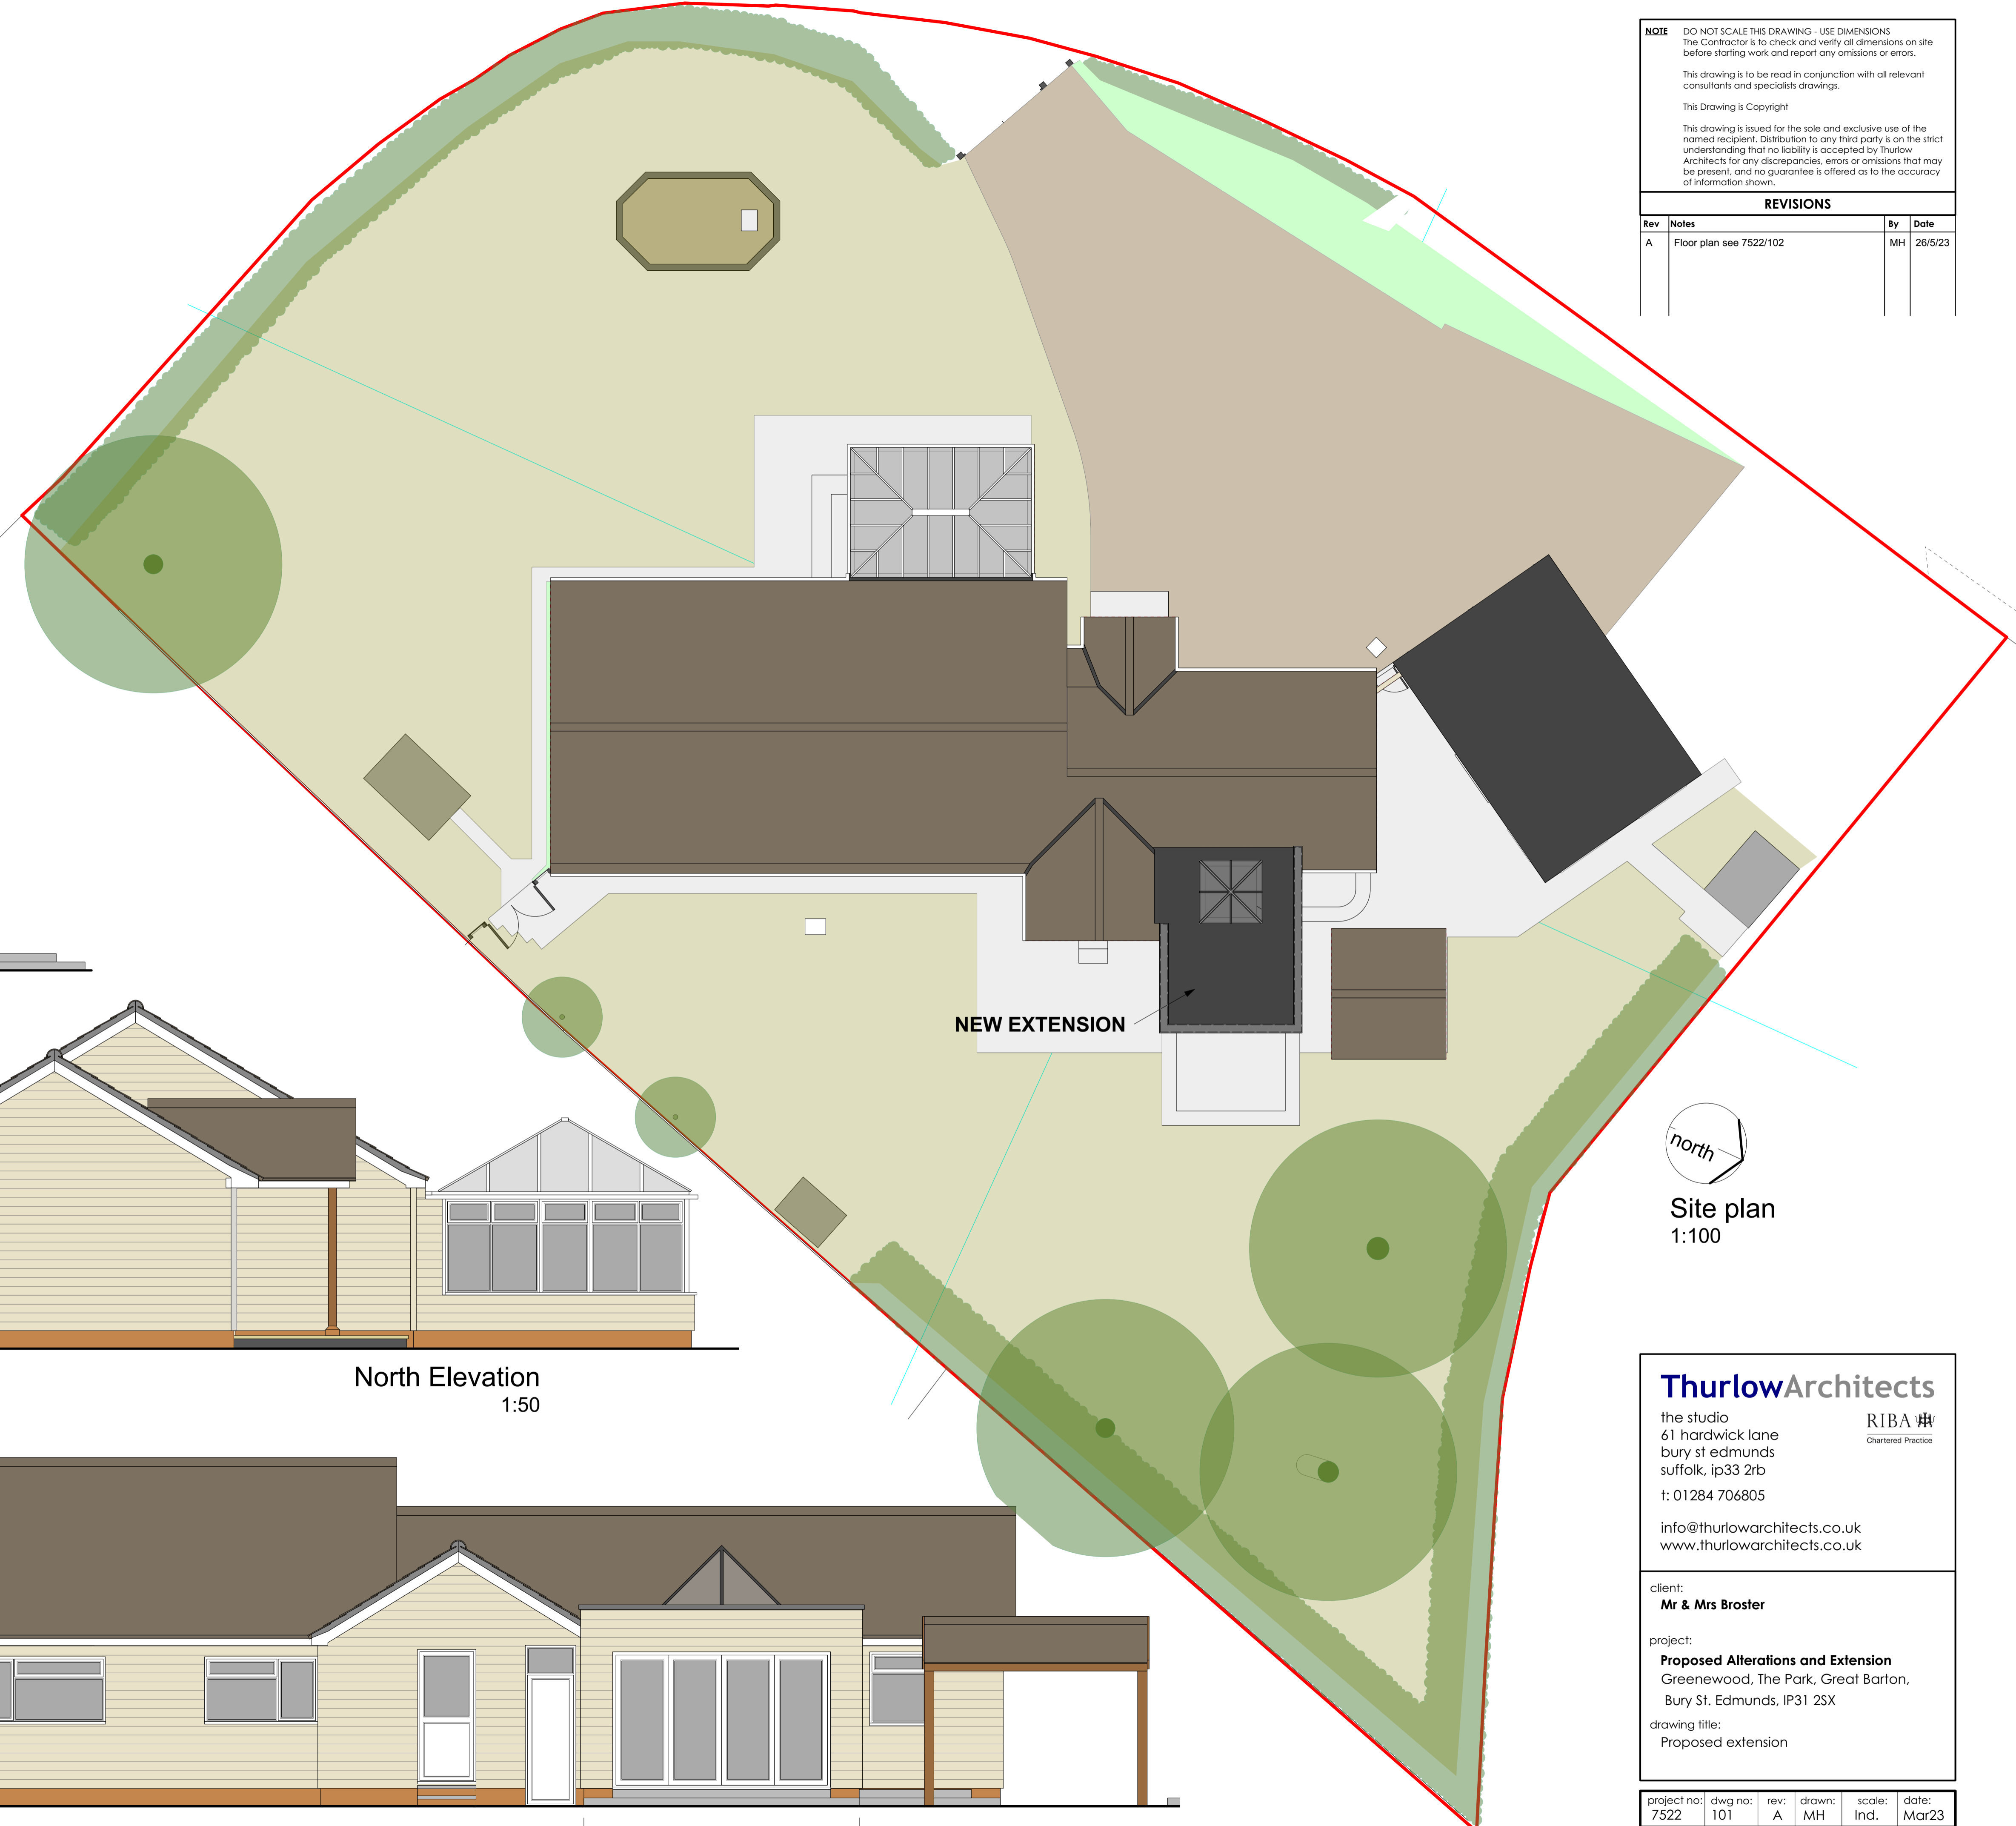 NOTE DO NOT SCALE THIS DRAWING - USE DIMENSIONS
The Contractor is to check and verify all dimensions on site
before starting work and report any omissions or errors.
This drawing is to be read in conjunction with all relevant
consultants and specialists drawings.
This Drawing is Copyright
This drawing is issued for the sole and exclusive use of the
named recipient. Distribution to any third party is on the strict
understanding that no liability is accepted by Thurlow
Architects for any discrepancies, errors or omissions that may
be present, and no guarantee is offered as to the accuracy
of information shown.
REVISIONS
Rev Notes By Date
A Floor plan see 7522/102 MH 26/5/23
NEW EXTENSION
north
Site plan
1:100
North Elevation
1:50
ThurlowArchitects
the studio
61 hardwick lane
bury st edmunds
suffolk, ip33 2rb
t: 01284 706805
info@thurlowarchitects.co.uk
www.thurlowarchitects.co.uk
RIBA
Chartered Practice
client:
Mr & Mrs Broster
project:
Proposed Alterations and Extension
Greenewood, The Park, Great Barton,
Bury St. Edmunds, IP31 2SX
drawing title:
Proposed extension
project no: dwg no: rev: drawn: scale: date:
7522 101 A MH Ind. Mar23